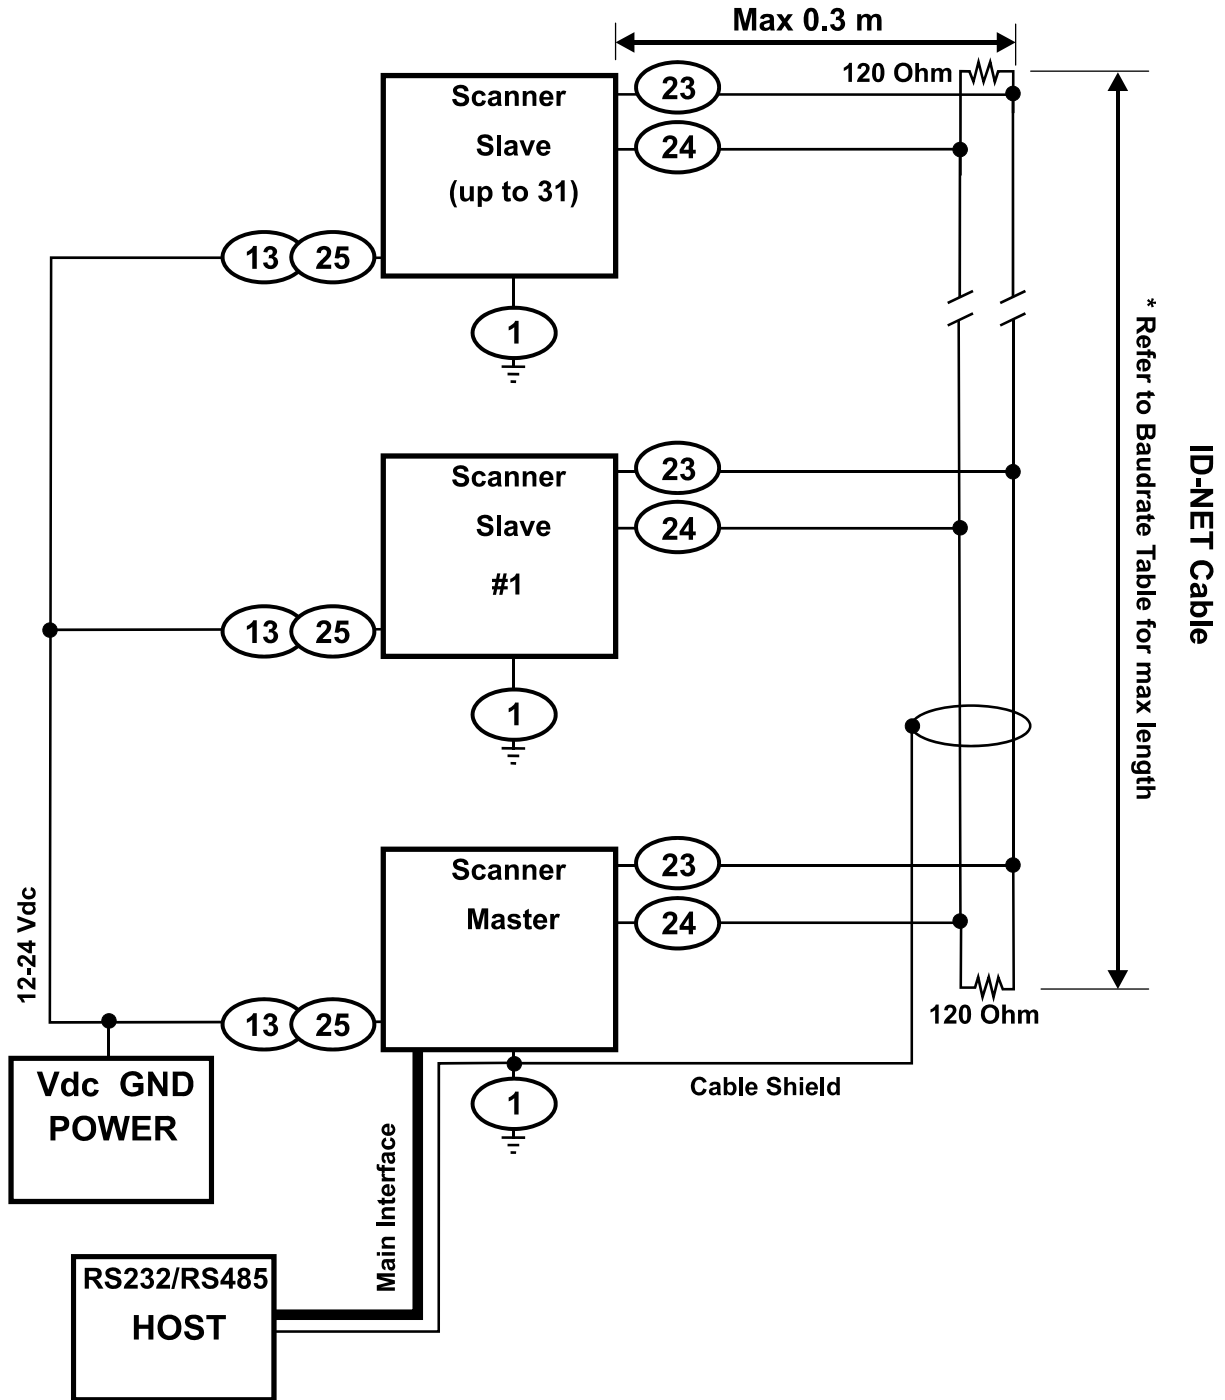 Max 0.3 m
120 Ohm
Scanner
Slave
(up to 31)
23
24
13
25
1
Scanner
Slave
#1
23
24
13
25
1
ID-NET Cable
* Refer to Baudrate Table for max length
Scanner
Master
23
24
13
25
1
12-24 Vdc
120 Ohm
Cable Shield
Vdc GND
POWER
Main Interface
RS232/RS485
HOST